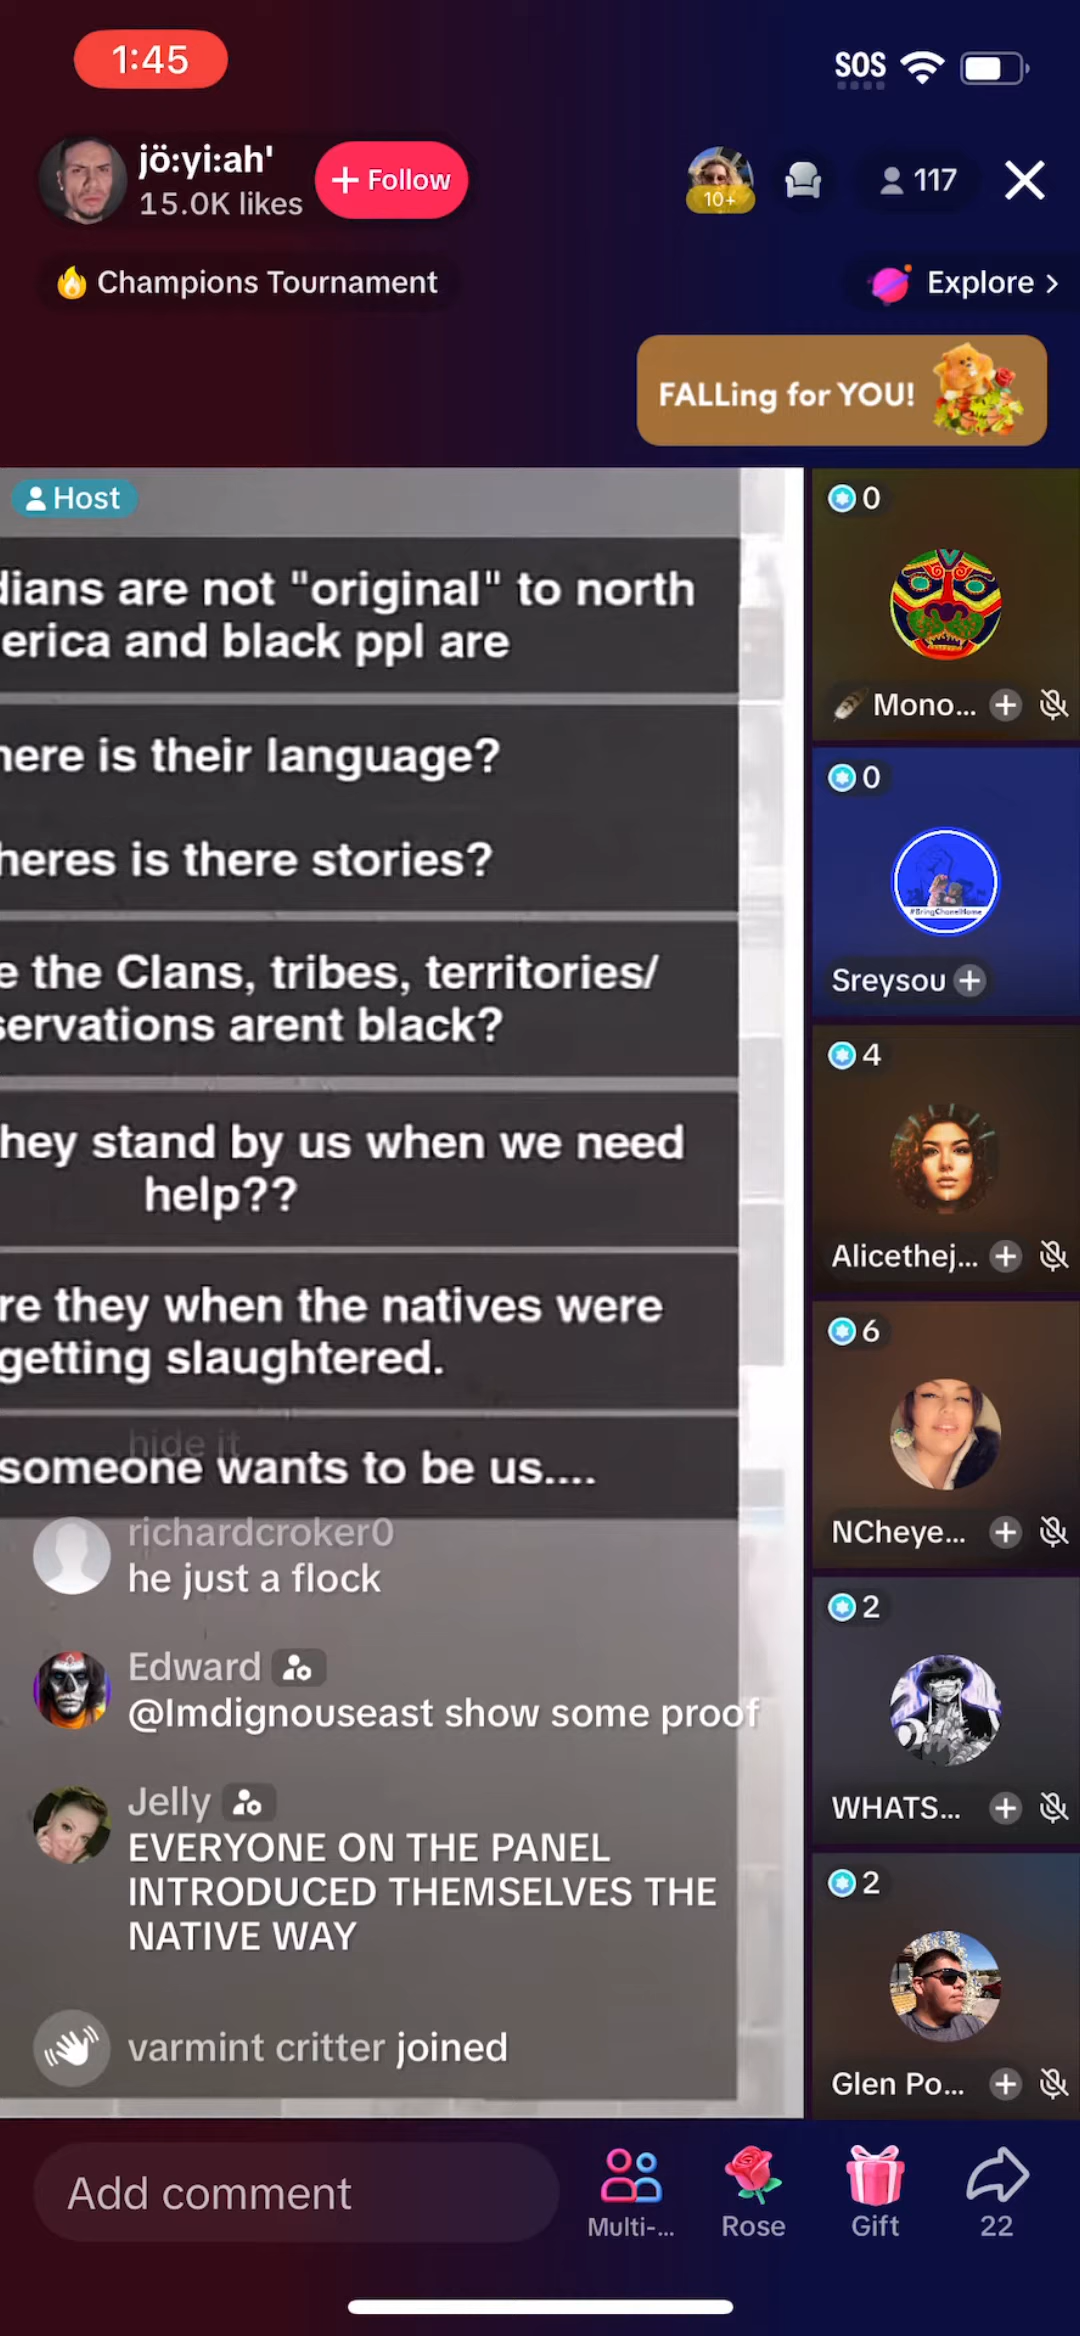 1:45
SOS
jö:yi:ah'
15.0K likes
+ Follow
10+
117
Champions Tournament
Explore >
FALLing for YOU!
Host
dians are not "original" to north
erica and black ppl are
here is their language?
heres is there stories?
e the Clans, tribes, territories/
servations arent black?
hey stand by us when we need
help??
re they when the natives were
getting slaughtered.
hide it
someone wants to be us....
richardcroker0
he just a flock
Edward
@Imdignouseast show some proof
Jelly
EVERYONE ON THE PANEL
INTRODUCED THEMSELVES THE
NATIVE WAY
varmint critter joined
0
Mono...
0
#BringChanelHome
Sreysou
4
Alicethej...
6
NCheye...
2
WHATS...
2
Glen Po...
Add comment
Multi-...
Rose
Gift
22